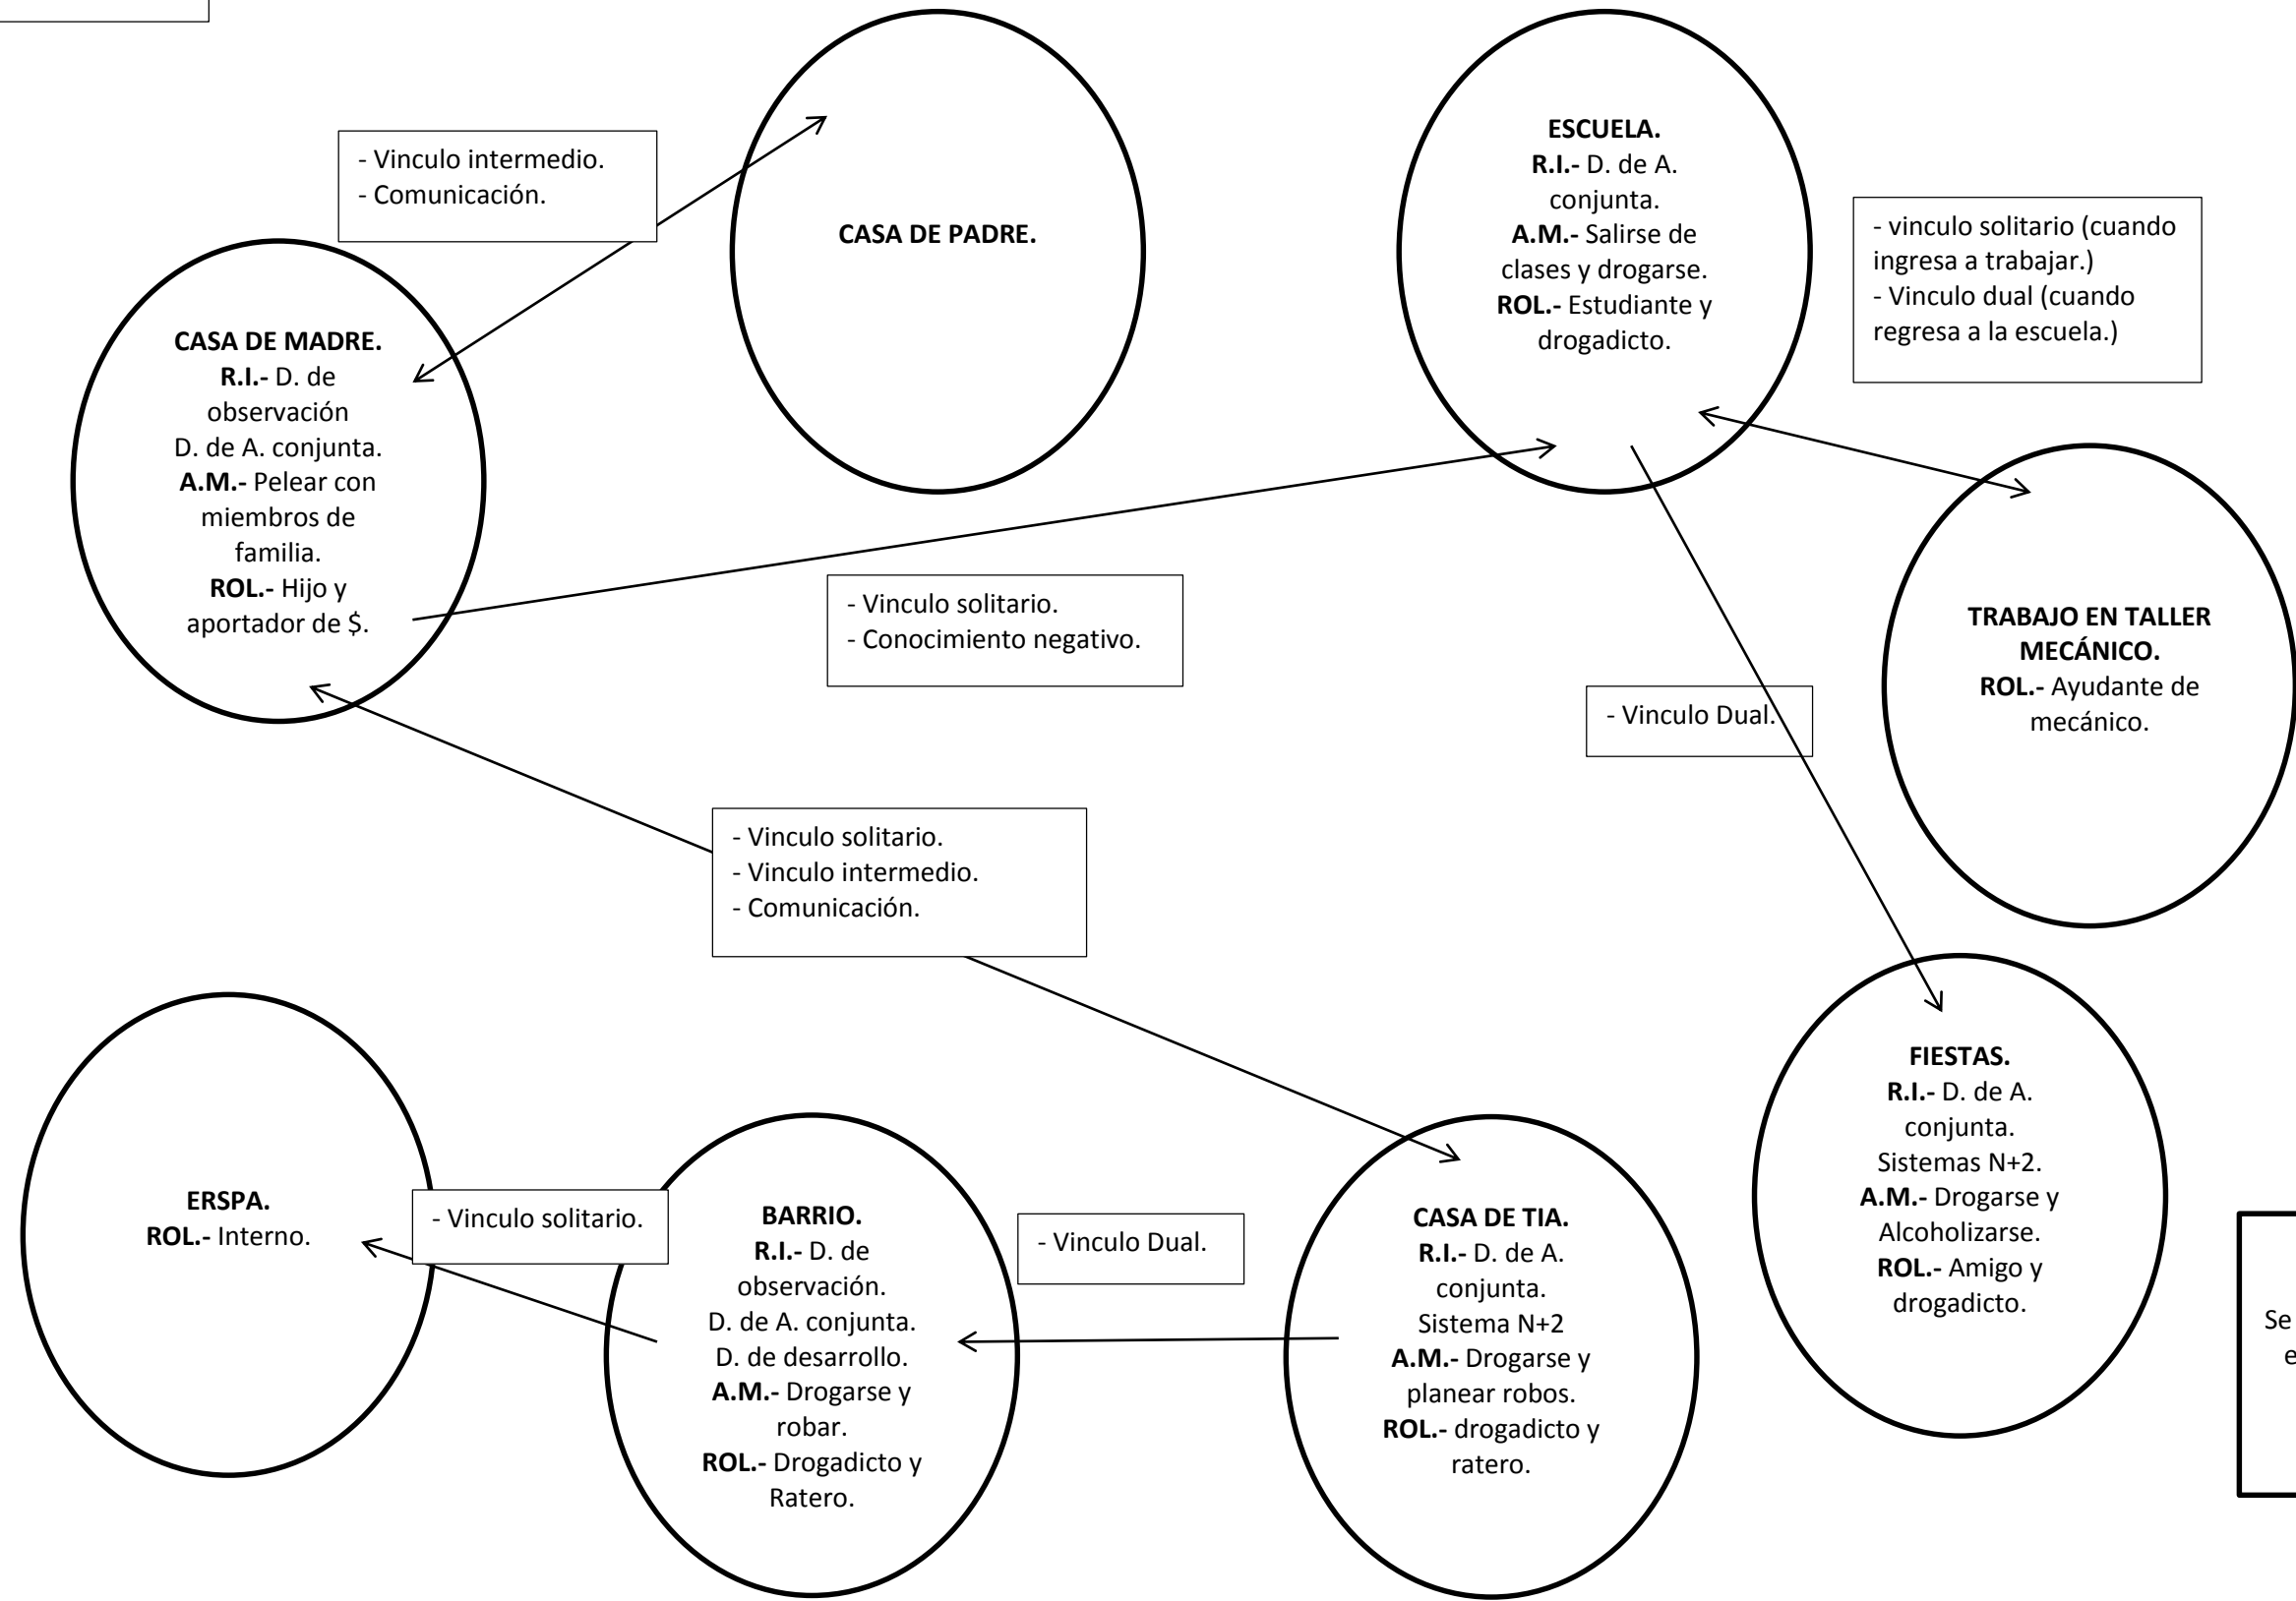 - Vinculo intermedio.
- Comunicación.
CASA DE PADRE.
ESCUELA.
R.I.- D. de A.
conjunta.
A.M.- Salirse de
clases y drogarse.
ROL.- Estudiante y
drogadicto.
- vinculo solitario (cuando
ingresa a trabajar.)
- Vinculo dual (cuando
regresa a la escuela.)
CASA DE MADRE.
R.I.- D. de
observación
D. de A. conjunta.
A.M.- Pelear con
miembros de
familia.
ROL.- Hijo y
aportador de $.
- Vinculo solitario.
- Conocimiento negativo.
TRABAJO EN TALLER
MECÁNICO.
ROL.- Ayudante de
mecánico.
- Vinculo Dual.
- Vinculo solitario.
- Vinculo intermedio.
- Comunicación.
FIESTAS.
R.I.- D. de A.
conjunta.
Sistemas N+2.
A.M.- Drogarse y
Alcoholizarse.
ROL.- Amigo y
drogadicto.
ERSPA.
ROL.- Interno.
- Vinculo solitario.
BARRIO.
R.I.- D. de
observación.
D. de A. conjunta.
D. de desarrollo.
A.M.- Drogarse y
robar.
ROL.- Drogadicto y
Ratero.
- Vinculo Dual.
CASA DE TIA.
R.I.- D. de A.
conjunta.
Sistema N+2
A.M.- Drogarse y
planear robos.
ROL.- drogadicto y
ratero.
Se
e